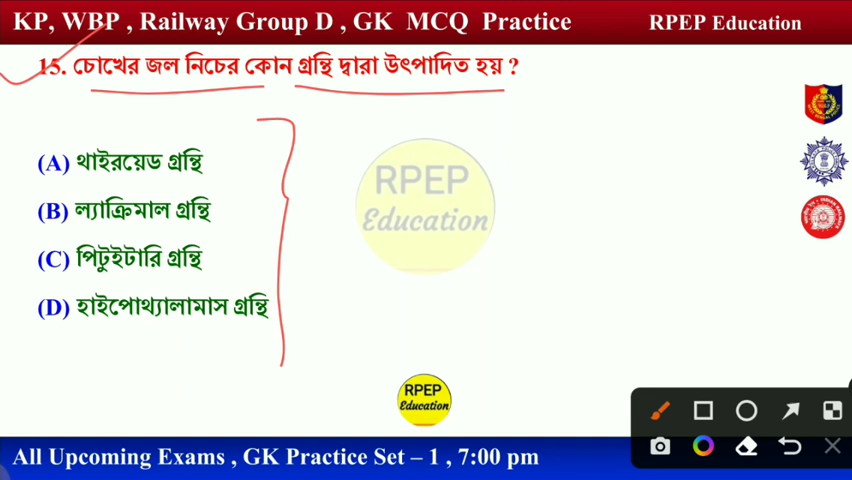 KP, WBP , Railway Group D , GK MCQ Practice
RPEP Education
15. চোখের জল নিচের কোন গ্রন্থি দ্বারা উৎপাদিত হয় ?
(A) থাইরয়েড গ্রন্থি
(B) ল্যাক্রিমাল গ্রন্থি
(C) পিটুইটারি গ্রন্থি
(D) হাইপোথ্যালামাস গ্রন্থি
RPEP
Education
RPEP
Education
All Upcoming Exams , GK Practice Set – 1 , 7:00 pm